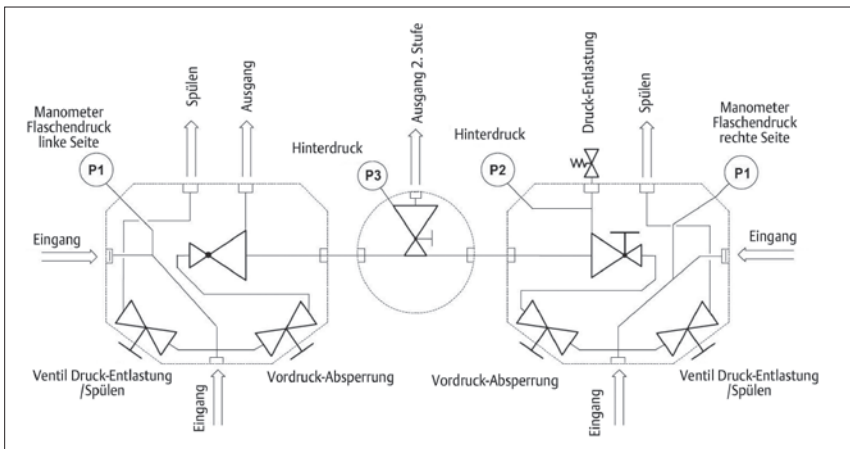 Spülen
Ausgang
Ausgang 2. Stufe
Druck-Entlastung
Spülen
Manometer
Flaschendruck
linke Seite
P1
Hinterdruck
P3
Hinterdruck
P2
Manometer
Flaschendruck
rechte Seite
P1
Eingang
Eingang
Ventil Druck-Entlastung
/Spülen
Eingang
Vordruck-Absperrung
Vordruck-Absperrung
Eingang
Ventil Druck-Entlastung
/Spülen